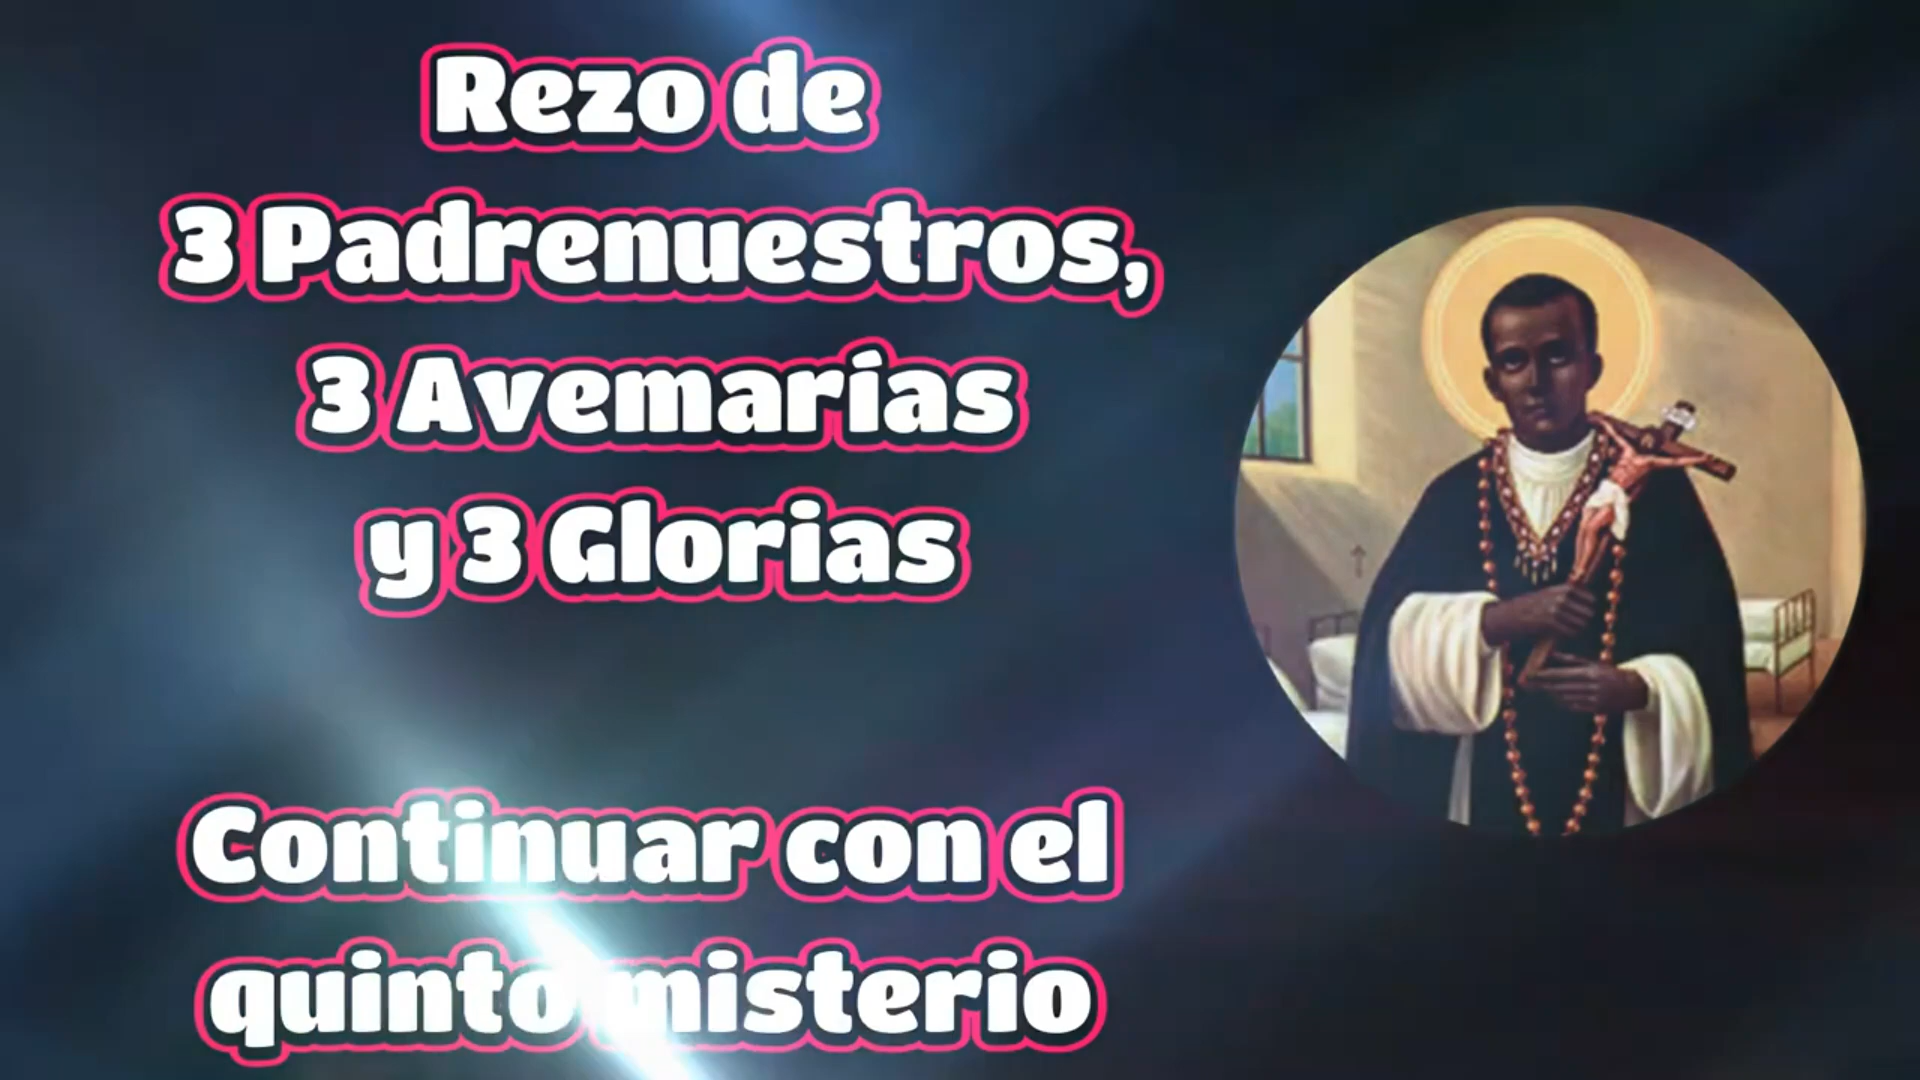 Rezo de
3 Padrenuestros,
3 Avemarías
y 3 Glorias
Continuar con el
quinto misterio